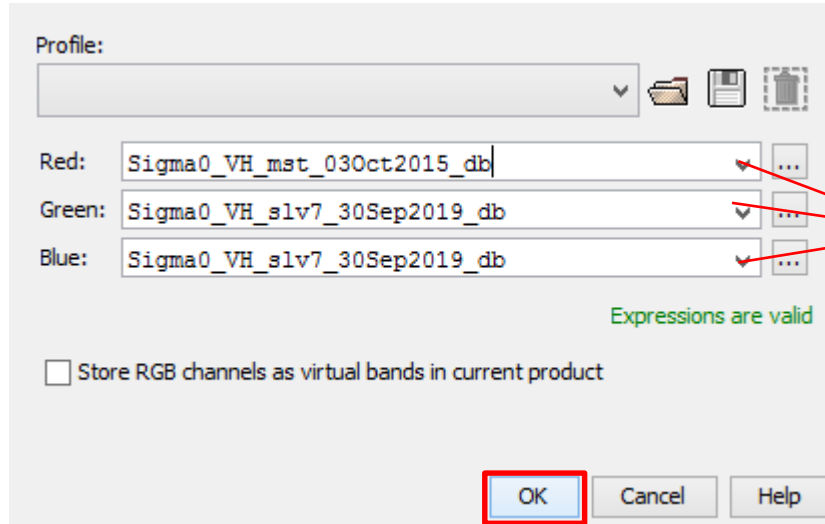 Profile:
Red: Sigma0_VH_mst_03Oct2015_db ...
Green: Sigma0_VH_slv7_30Sep2019_db ...
Blue: Sigma0_VH_slv7_30Sep2019_db ...
Expressions are valid
Store RGB channels as virtual bands in current product
OK Cancel Help